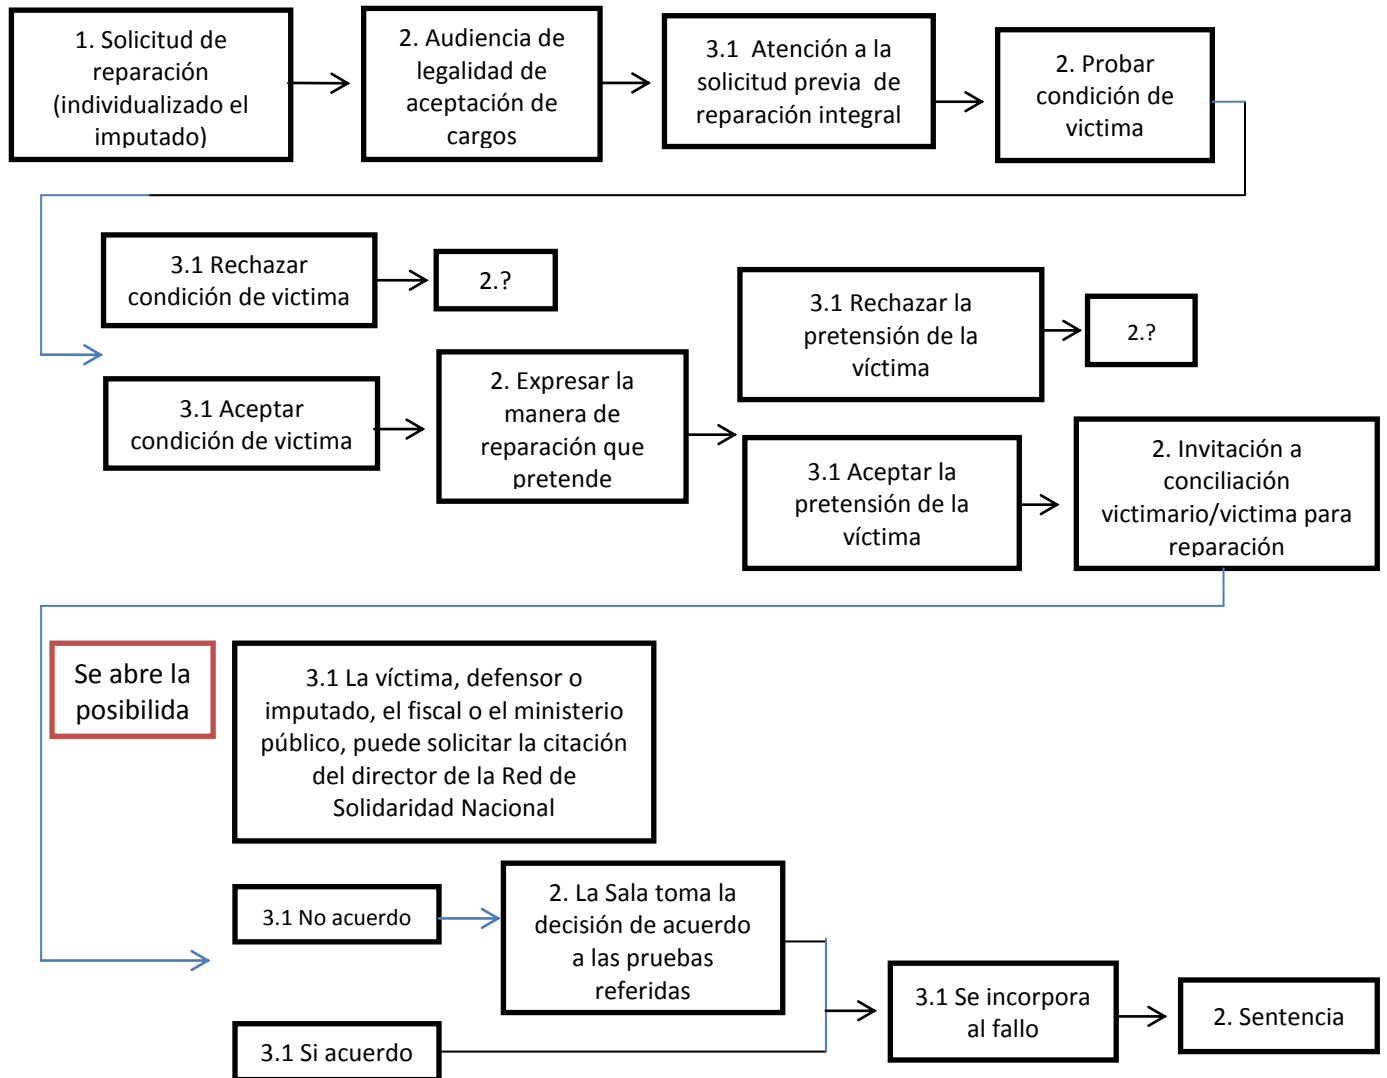 1. Solicitud de
reparación
(individualizado el
imputado)
2. Audiencia de
legalidad de
aceptación de
cargos
3.1 Atención a la
solicitud previa de
reparación integral
2. Probar
condición de
victima
3.1 Rechazar
condición de victima
2.?
3.1 Rechazar la
pretensión de la
víctima
2.?
3.1 Aceptar
condición de victima
2. Expresar la
manera de
reparación que
pretende
3.1 Aceptar la
pretensión de la
víctima
2. Invitación a
conciliación
victimario/victima para
reparación
Se abre la
posibilida
3.1 La víctima, defensor o
imputado, el fiscal o el ministerio
público, puede solicitar la citación
del director de la Red de
Solidaridad Nacional
3.1 No acuerdo
2. La Sala toma la
decisión de acuerdo
a las pruebas
referidas
3.1 Si acuerdo
3.1 Se incorpora
al fallo
2. Sentencia